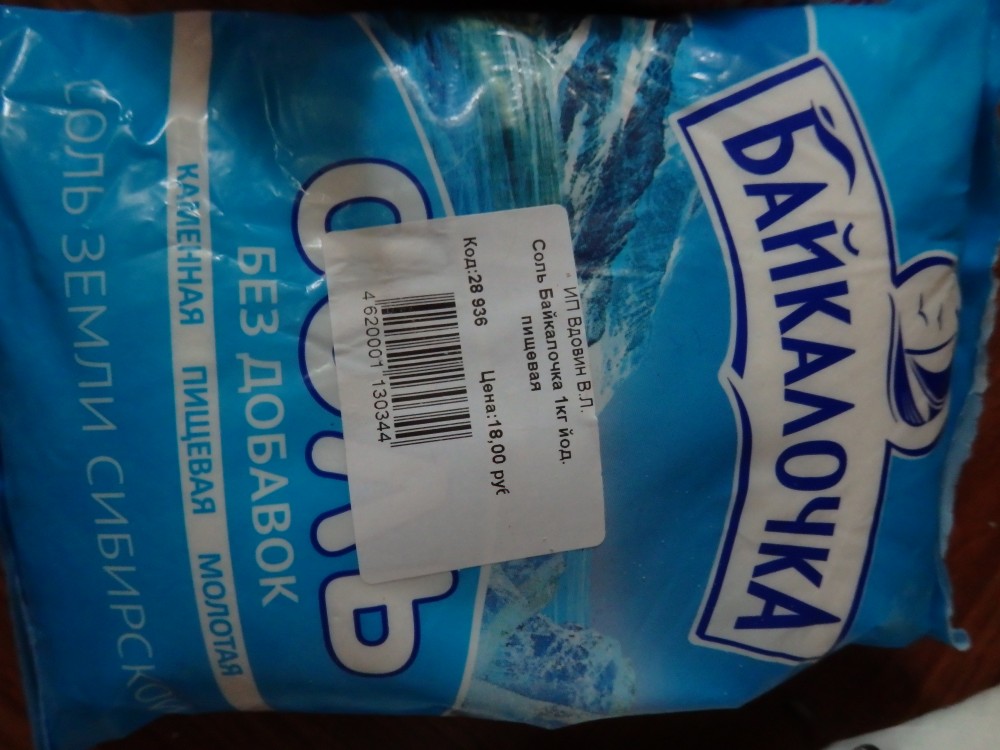 БАЙКАЛОЧКА
ИП Вдовин В.Л.
Соль Байкалочка 1кг йод.
пищевая
Код:28 936 Цена:18,00 руб
4 620001 130344
СОЛЬ
БЕЗ ДОБАВОК
КАМЕННАЯ ПИЩЕВАЯ МОЛОТАЯ
СОЛЬ ЗЕМЛИ СИБИРСКОЙ